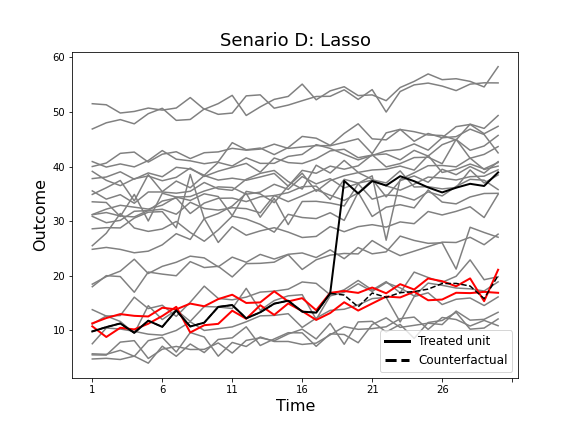 Senario D: Lasso
Outcome
60
50
40
30
20
10
1 6 11 16 21 26
Time
Treated unit
Counterfactual